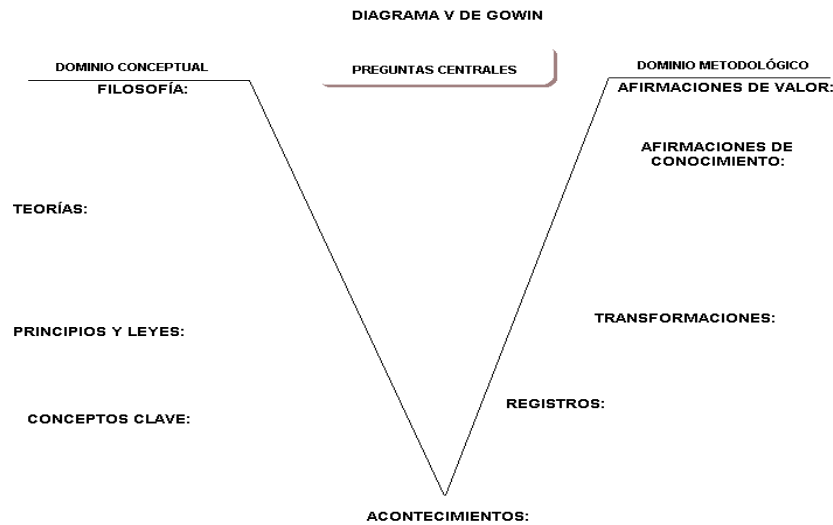 DIAGRAMA V DE GOWIN
DOMINIO CONCEPTUAL
PREGUNTAS CENTRALES
DOMINIO METODOLÓGICO
FILOSOFÍA:
AFIRMACIONES DE VALOR:
AFIRMACIONES DE
CONOCIMIENTO:
TEORÍAS:
TRANSFORMACIONES:
PRINCIPIOS Y LEYES:
REGISTROS:
CONCEPTOS CLAVE:
ACONTECIMIENTOS: